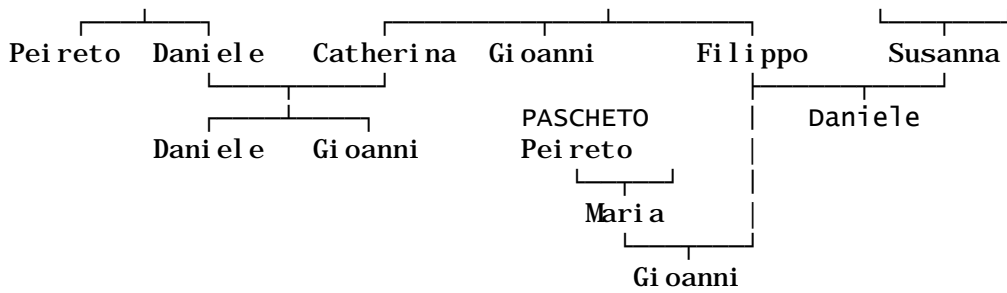 Peireto Daniele Catherina Gioanni Filippo Susanna
PASCHETO Daniele
Daniele Gioanni Peireto
Maria
Gioanni